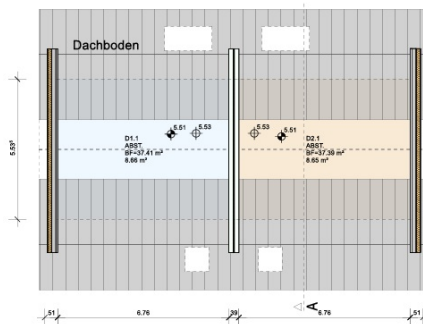 Dachboden
5.51
5.53
5.53
5.51
D1.1
ABST.
BF=37.41 m²
8.66 m²
D2.1
ABST.
BF=37.39 m²
8.65 m²
5.53⁵
A
.51
6.76
.39
6.76
.51